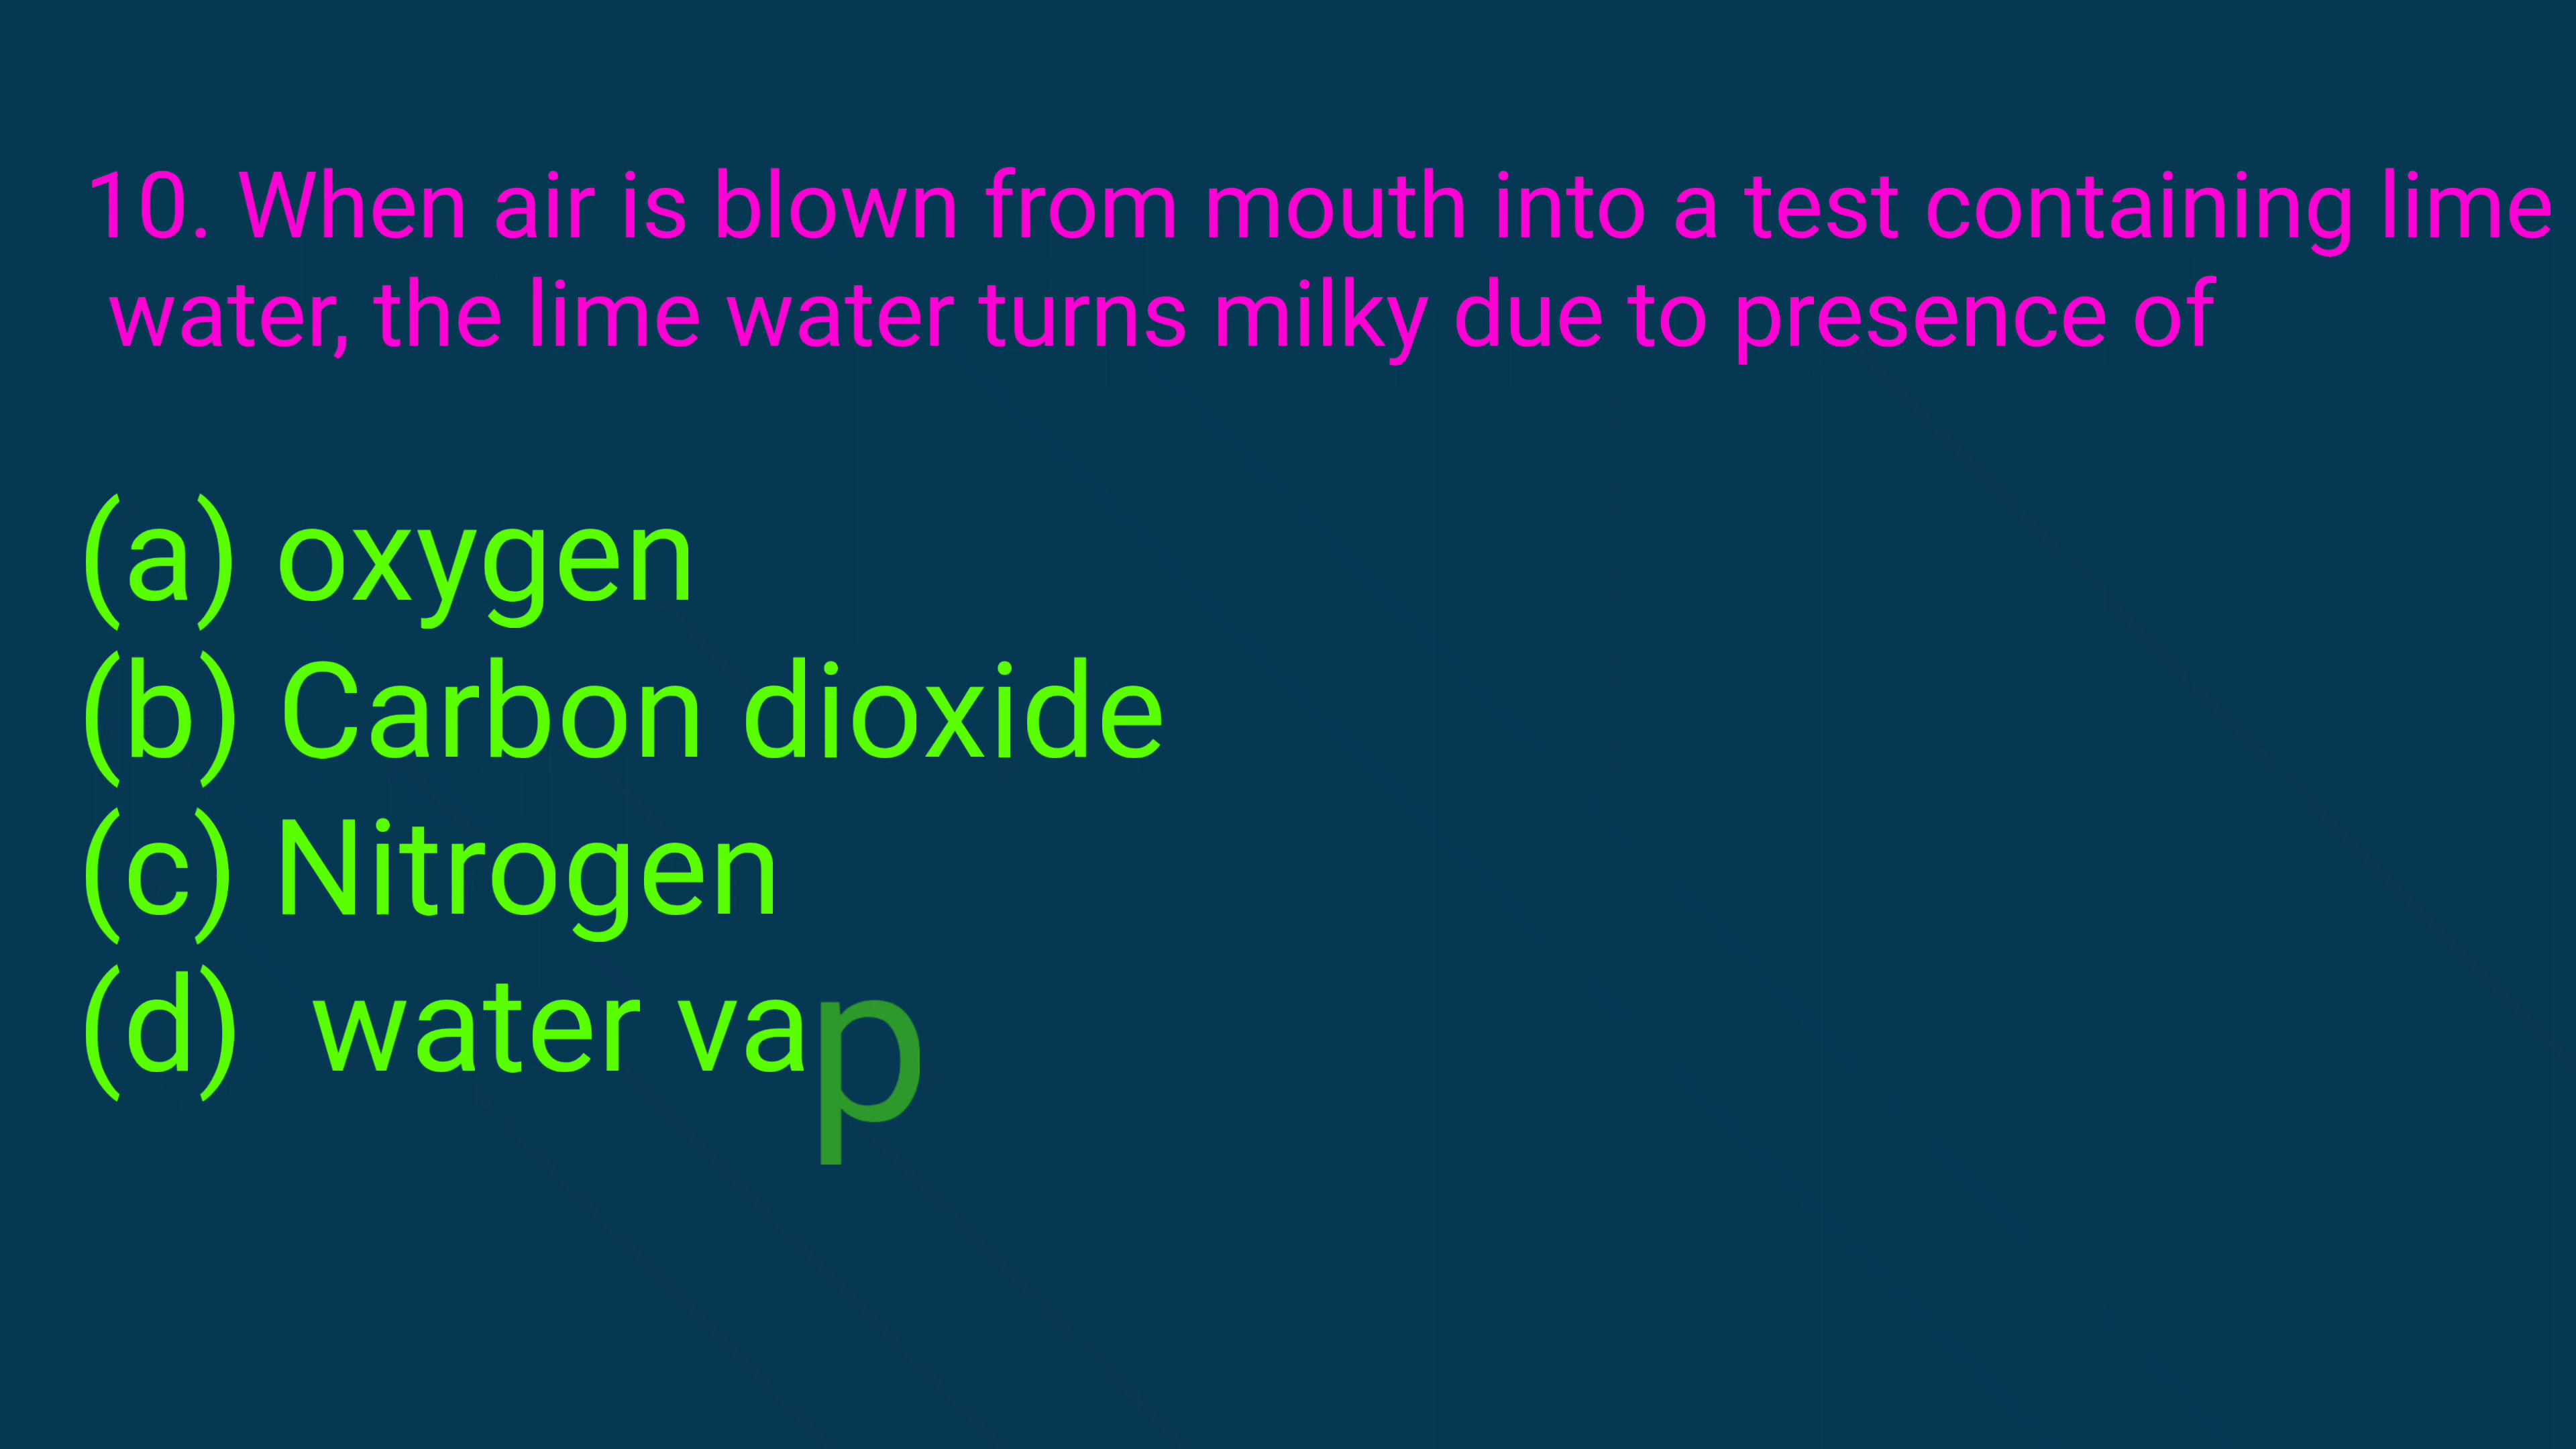 10. When air is blown from mouth into a test containing lime
water, the lime water turns milky due to presence of
(a) oxygen
(b) Carbon dioxide
(c) Nitrogen
(d) water vap